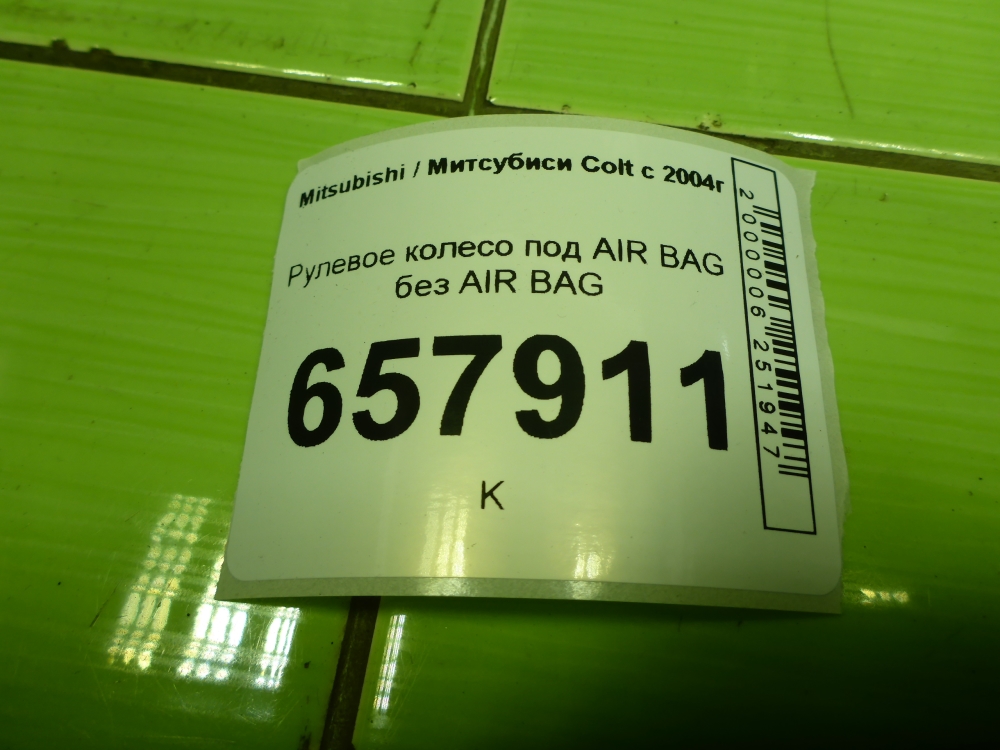 Mitsubishi / Митсубиси Colt с 2004г
Рулевое колесо под AIR BAG
без AIR BAG
657911
К
2000006251947